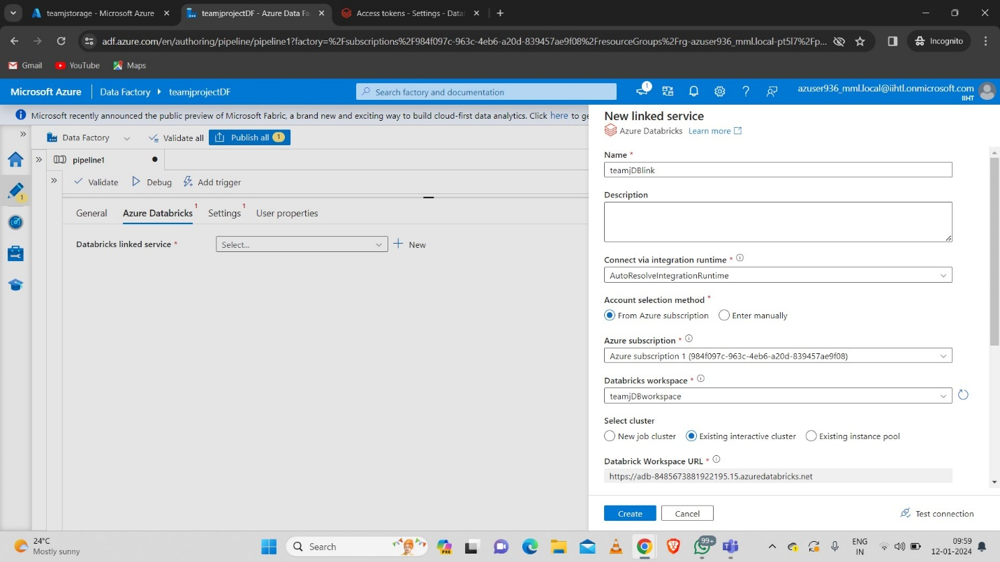 teamjstorage - Microsoft Azure
teamjprojectDF - Azure Data Fa
Access tokens - Settings - Data
adf.azure.com/en/authoring/pipeline/pipeline1?factory=%2Fsubscriptions%2F984f097c-963c-4eb6-a20d-839457ae9f08%2FresourceGroups%2Frg-azuser936_mml.local-pt5l7%2Fp...
Incognito
Gmail
YouTube
Maps
Microsoft Azure
Data Factory
teamjprojectDF
Search factory and documentation
1
azuser936_mml.local@iihtl.onmicrosoft.com
IIHT
Microsoft recently announced the public preview of Microsoft Fabric, a brand new and exciting way to build cloud-first data analytics. Click here to ge
Data Factory
Validate all
Publish all 1
pipeline1
1
Validate
Debug
Add trigger
General
Azure Databricks 1
Settings 1
User properties
Databricks linked service *
Select...
New
New linked service
Azure Databricks Learn more
Name *
teamjDBlink
Description
Connect via integration runtime *
AutoResolveIntegrationRuntime
Account selection method *
From Azure subscription
Enter manually
Azure subscription *
Azure subscription 1 (984f097c-963c-4eb6-a20d-839457ae9f08)
Databricks workspace *
teamjDBworkspace
Select cluster
New job cluster
Existing interactive cluster
Existing instance pool
Databrick Workspace URL *
https://adb-8485673881922195.15.azuredatabricks.net
Create
Cancel
Test connection
24°C
Mostly sunny
Search
PRE
99+
ENG
IN
09:59
12-01-2024